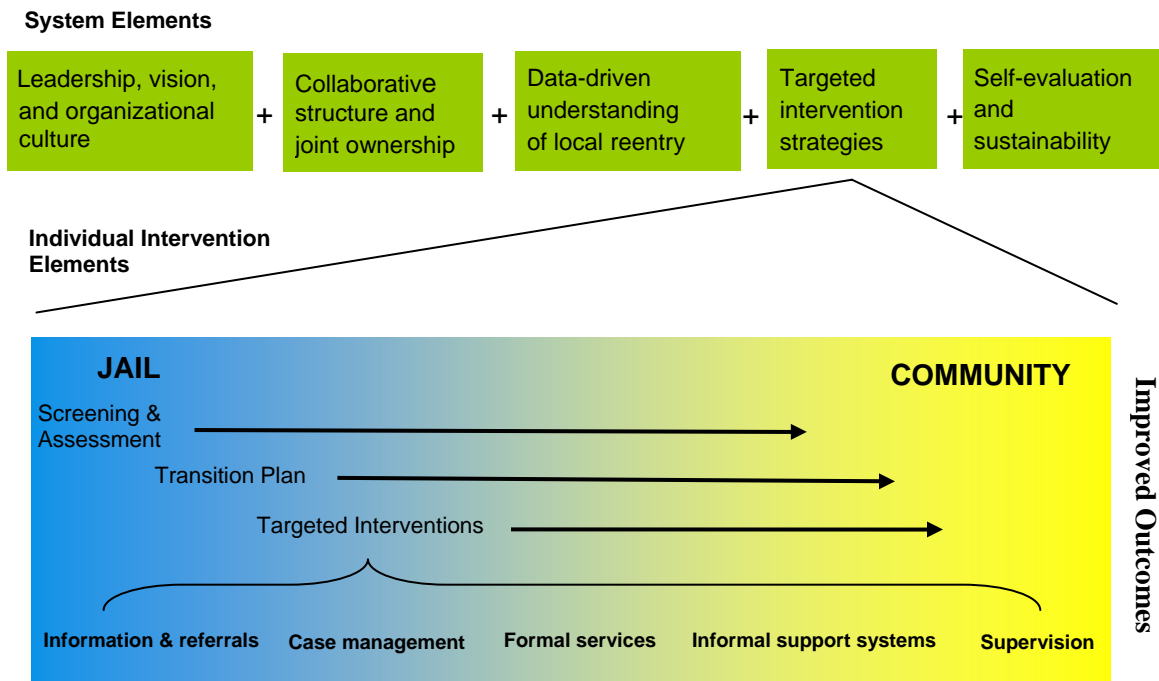 System Elements
Leadership, vision,
and organizational
culture
+
Collaborative
structure and
joint ownership
+
Data-driven
understanding
of local reentry
+
Targeted
intervention
strategies
+
Self-evaluation
and
sustainability
Individual Intervention
Elements
JAIL
COMMUNITY
Screening &
Assessment
Transition Plan
Targeted Interventions
Information & referrals
Case management
Formal services
Informal support systems
Supervision
Improved Outcomes